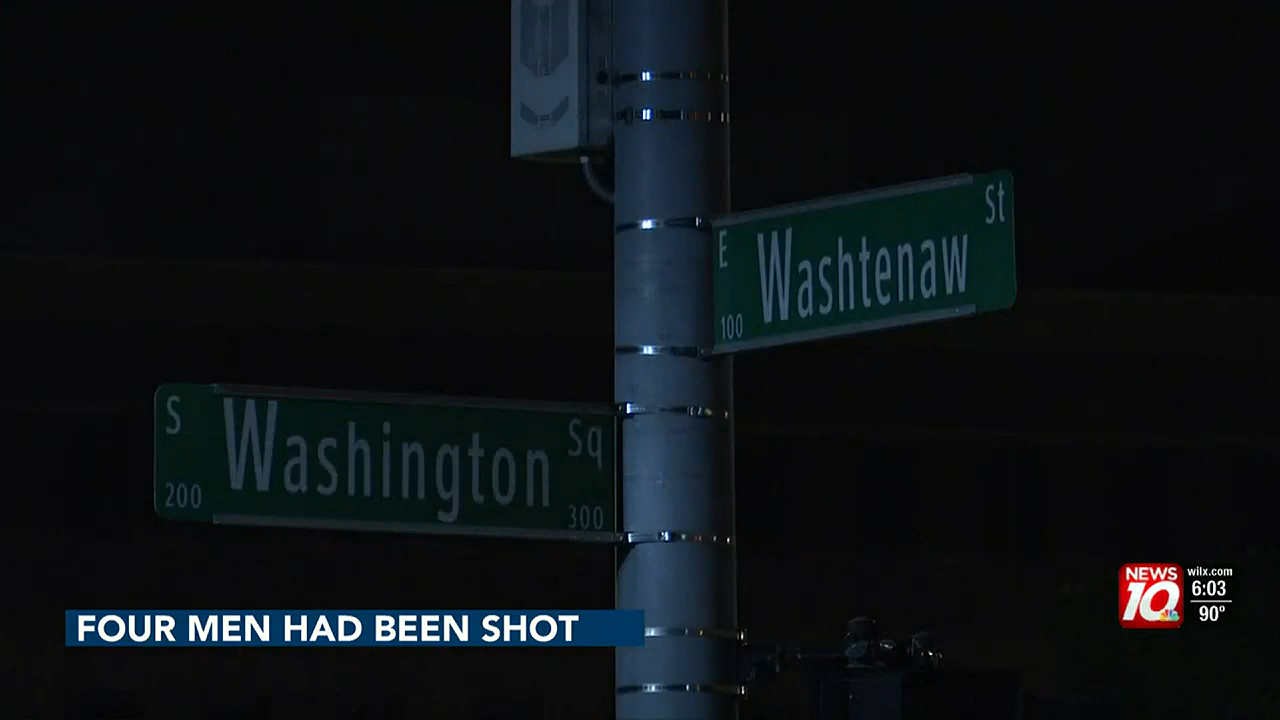 E Washtenaw St
100
S Washington Sq
200 300
FOUR MEN HAD BEEN SHOT
NEWS
10
wilx.com
6:03
90°